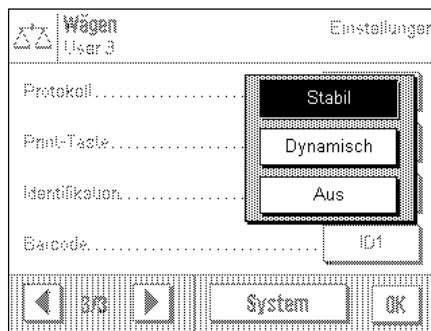 Wägen
Einstellungen
User 3
Protokoll
Stabil
Print-Taste
Dynamisch
Identifikation
Aus
Barcode
ID1
3/3
System
OK